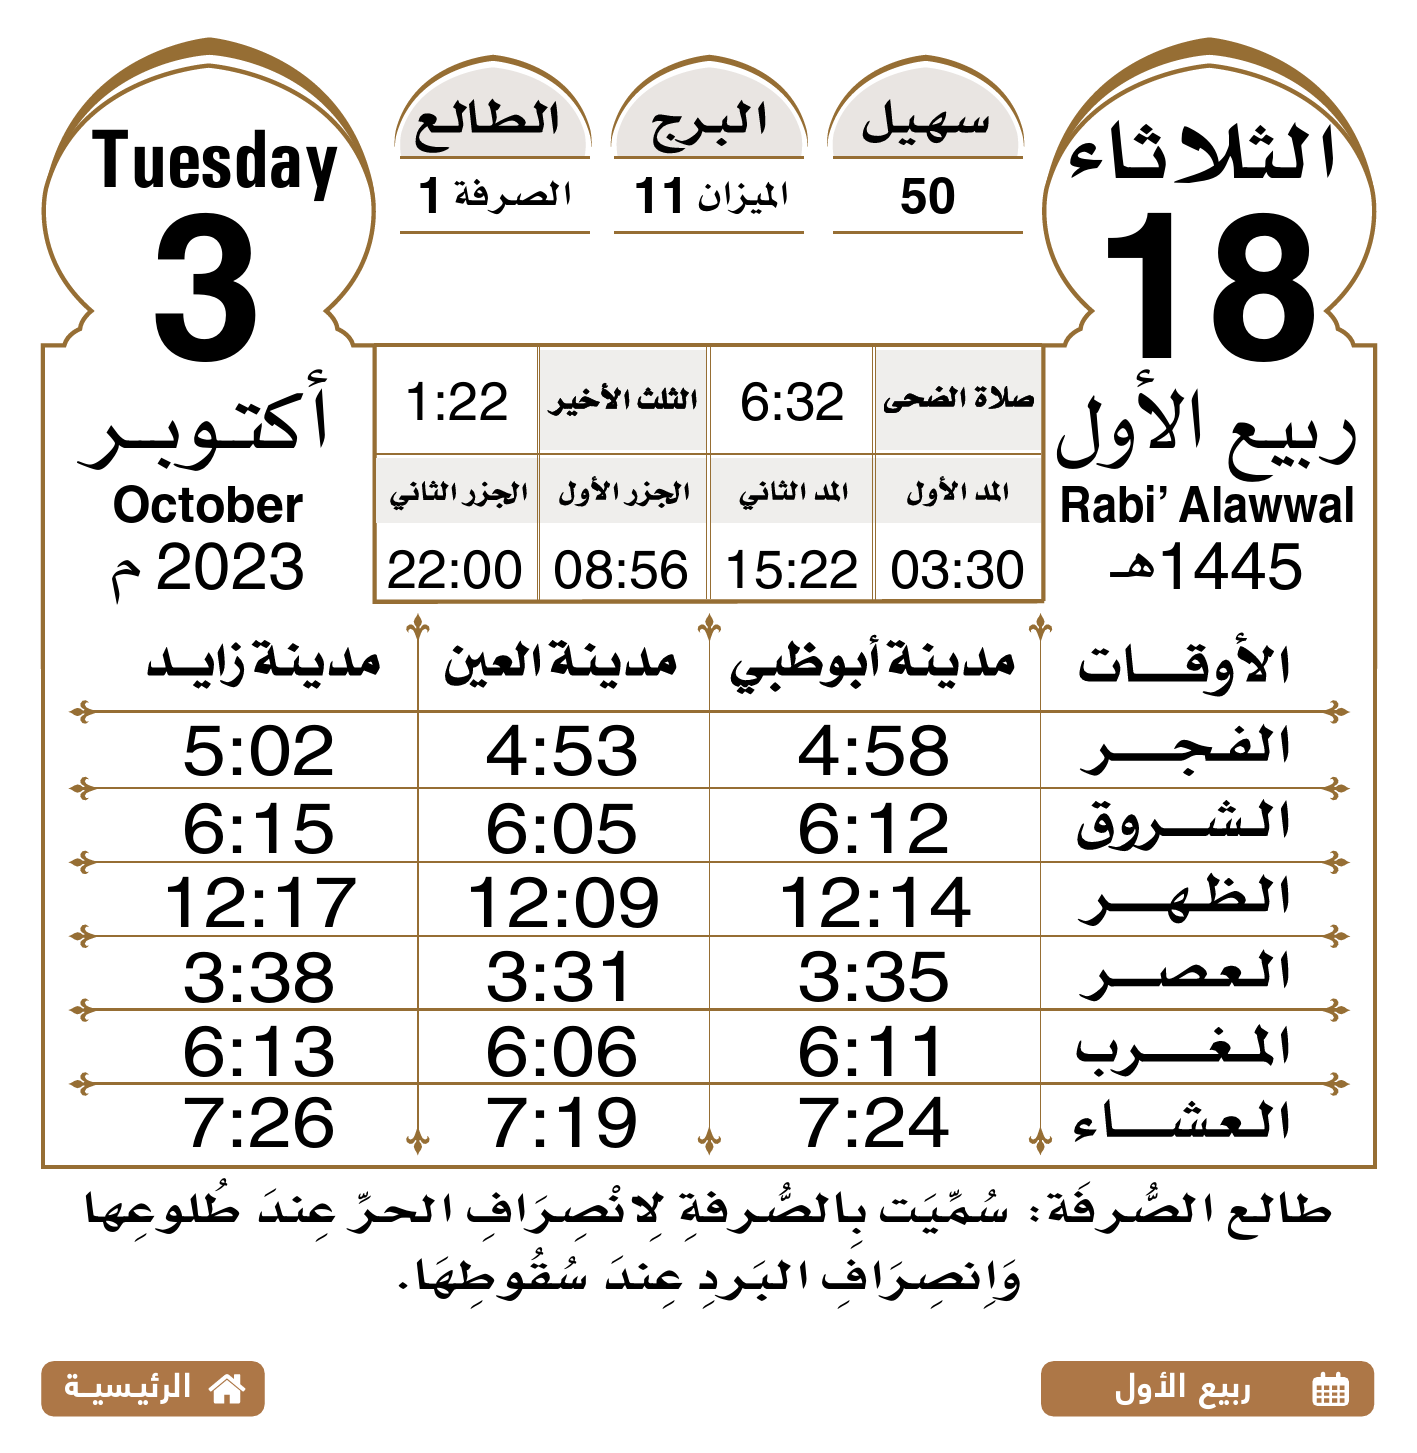 الثلاثاء
18
ربيع الأول
Rabi’ Alawwal
1445هـ
سهيل
50
البرج
الميزان 11
الطالع
الصرفة 1
Tuesday
3
أكتوبر
October
2023 م
صلاة الضحى 6:32 الثلث الأخير 1:22
المد الأول المد الثاني الجزر الأول الجزر الثاني
03:30 15:22 08:56 22:00
الأوقات مدينة أبوظبي مدينة العين مدينة زايد
الفجر 4:58 4:53 5:02
الشروق 6:12 6:05 6:15
الظهر 12:14 12:09 12:17
العصر 3:35 3:31 3:38
المغرب 6:11 6:06 6:13
العشاء 7:24 7:19 7:26
طالع الصُّرفَة: سُمِّيَت بِالصُّرفةِ لِانْصِرَافِ الحرِّ عِندَ طُلوعِها
وَاِنصِرَافِ البَردِ عِندَ سُقُوطِهَا.
ربيع الأول
الرئيسية